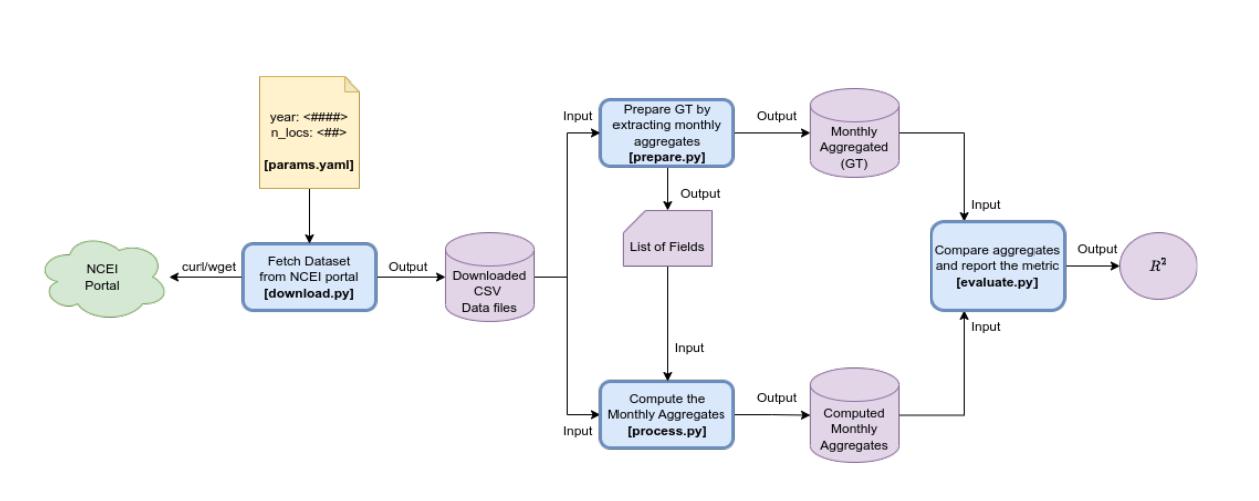 year: <####>
n_locs: <##>
[params.yaml]
NCEI
Portal
curl/wget
Fetch Dataset
from NCEI portal
[download.py]
Output
Downloaded
CSV
Data files
Input
Prepare GT by
extracting monthly
aggregates
[prepare.py]
Output
Monthly
Aggregated
(GT)
Output
List of Fields
Input
Input
Compute the
Monthly Aggregates
[process.py]
Output
Computed
Monthly
Aggregates
Input
Compare aggregates
and report the metric
[evaluate.py]
Input
Output
R²